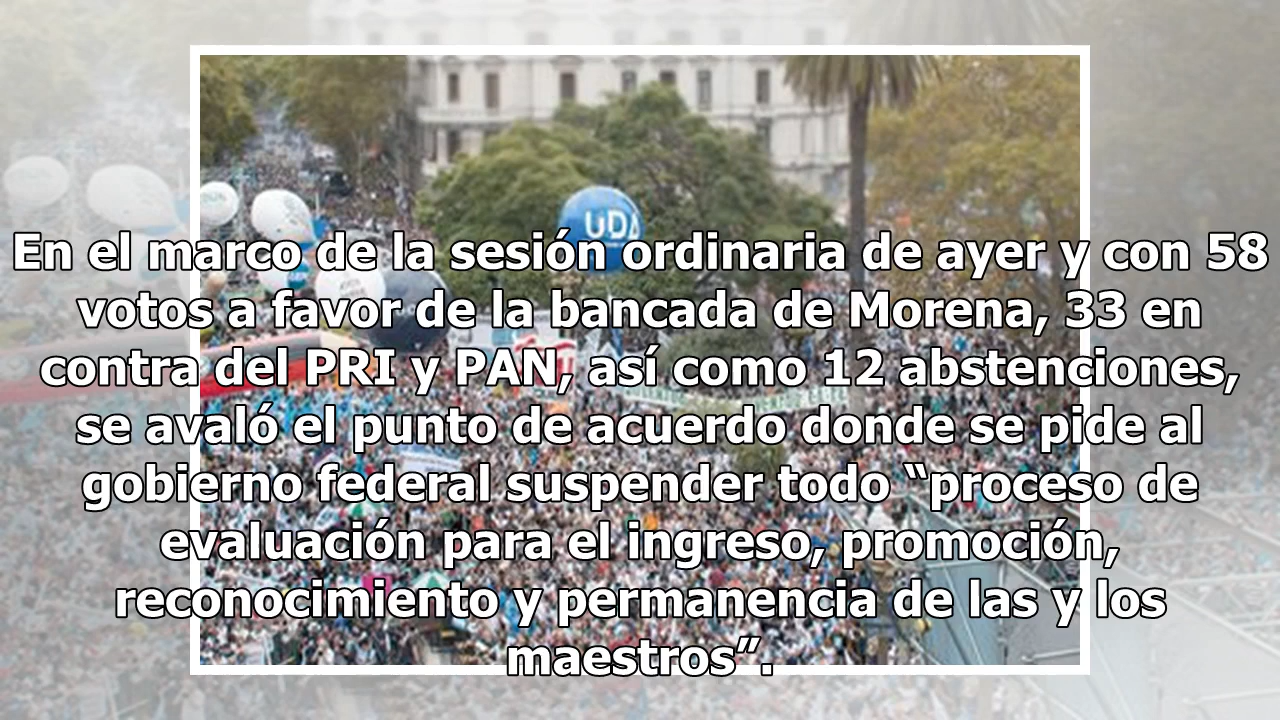 UDA
En el marco de la sesión ordinaria de ayer y con 58
votos a favor de la bancada de Morena, 33 en
contra del PRI y PAN, así como 12 abstenciones,
se avaló el punto de acuerdo donde se pide al
gobierno federal suspender todo “proceso de
evaluación para el ingreso, promoción,
reconocimiento y permanencia de las y los
maestros”.